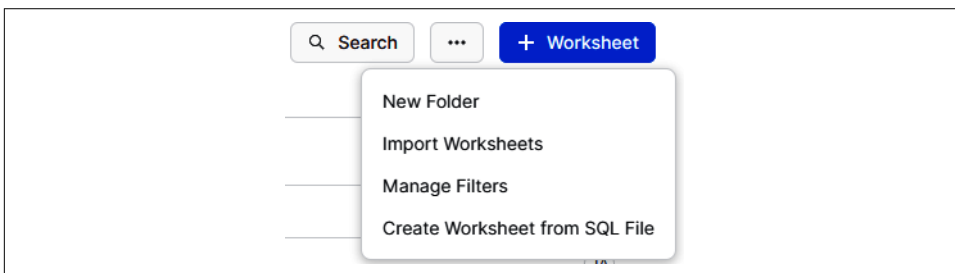 Search ... + Worksheet
New Folder
Import Worksheets
Manage Filters
Create Worksheet from SQL File